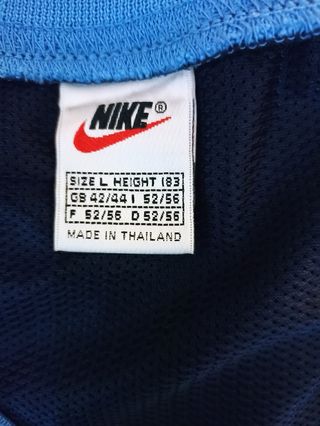 NIKE®
SIZE L HEIGHT 183
GB 42/44 I 52/56
F 52/56 D 52/56
MADE IN THAILAND